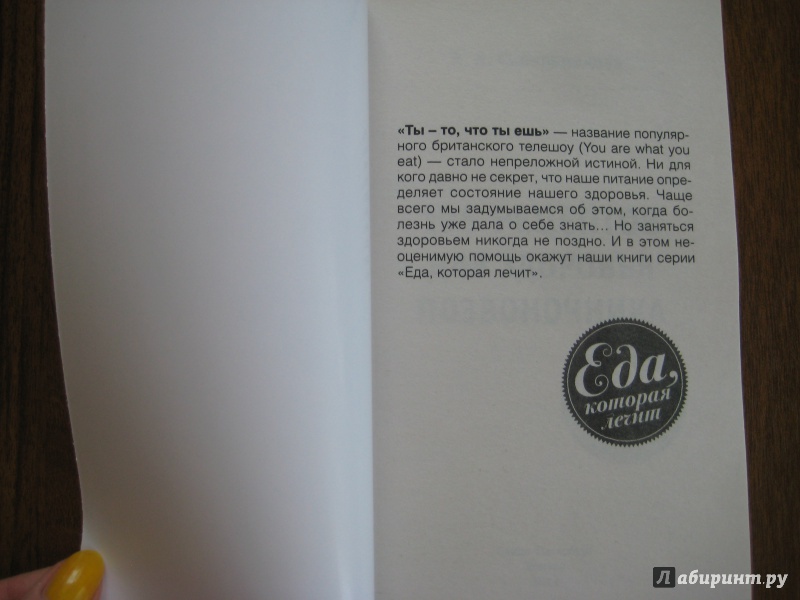 «Ты – то, что ты ешь» — название популяр-
ного британского телешоу (You are what you
eat) — стало непреложной истиной. Ни для
кого давно не секрет, что наше питание опре-
деляет состояние нашего здоровья. Чаще
всего мы задумываемся об этом, когда бо-
лезнь уже дала о себе знать... Но заняться
здоровьем никогда не поздно. И в этом не-
оценимую помощь окажут наши книги серии
«Еда, которая лечит».
Еда,
которая
лечит
Лабиринт.ру